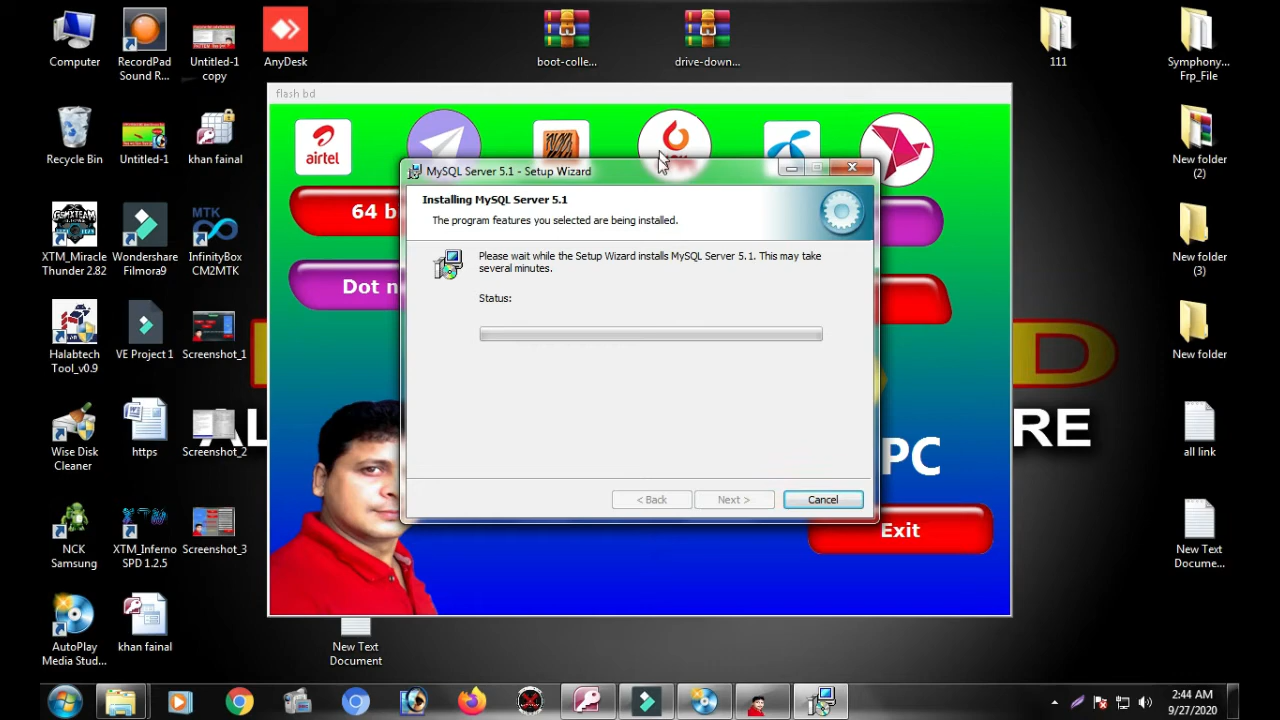 Computer
RecordPad
Sound R...
Untitled-1
copy
AnyDesk
boot-colle...
drive-down...
111
Symphony...
Frp_File
flash bd
airtel
Recycle Bin
Untitled-1
khan fainal
New folder
(2)
MySQL Server 5.1 - Setup Wizard
Installing MySQL Server 5.1
The program features you selected are being installed.
64 b
GSMXTEAM
MTK
XTM_Miracle
Thunder 2.82
Wondershare
Filmora9
InfinityBox
CM2MTK
New folder
(3)
Please wait while the Setup Wizard installs MySQL Server 5.1. This may take
several minutes.
Dot n
Status:
Halabtech
Tool_v0.9
VE Project 1
Screenshot_1
New folder
D
AL
RE
PC
Wise Disk
Cleaner
https
Screenshot_2
all link
< Back
Next >
Cancel
Exit
NCK
Samsung
XTM_Inferno
SPD 1.2.5
Screenshot_3
New Text
Docume...
AutoPlay
Media Stud...
khan fainal
New Text
Document
2:44 AM
9/27/2020